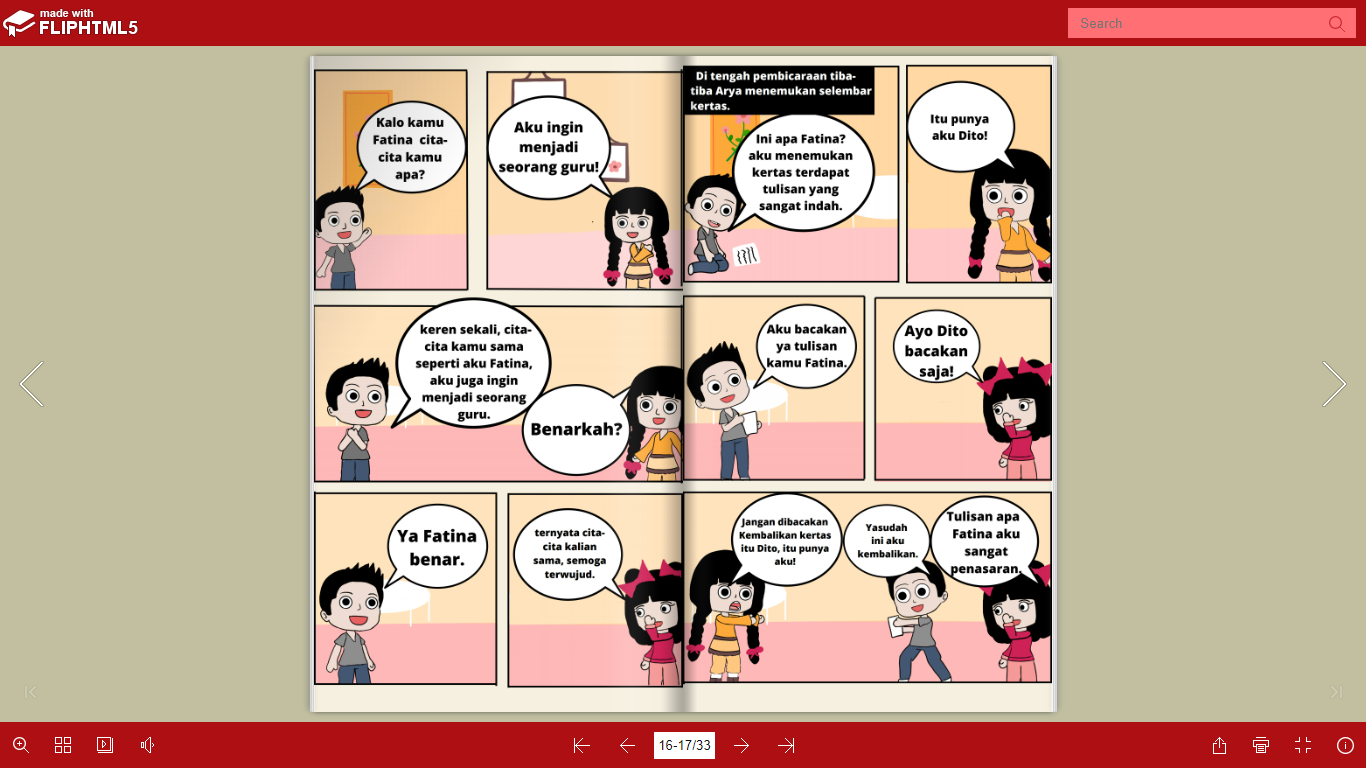 made with
FLIPHTML5
Search
Kalo kamu
Fatina cita-
cita kamu
apa?
Aku ingin
menjadi
seorang guru!
keren sekali, cita-
cita kamu sama
seperti aku Fatina,
aku juga ingin
menjadi seorang
guru.
Benarkah?
Ya Fatina
benar.
ternyata cita-
cita kalian
sama, semoga
terwujud.
Di tengah pembicaraan tiba-
tiba Arya menemukan selembar
kertas.
Ini apa Fatina?
aku menemukan
kertas terdapat
tulisan yang
sangat indah.
Itu punya
aku Dito!
Aku bacakan
ya tulisan
kamu Fatina.
Ayo Dito
bacakan
saja!
Jangan dibacakan
Kembalikan kertas
itu Dito, itu punya
aku!
Yasudah
ini aku
kembalikan.
Tulisan apa
Fatina aku
sangat
penasaran.
16-17/33